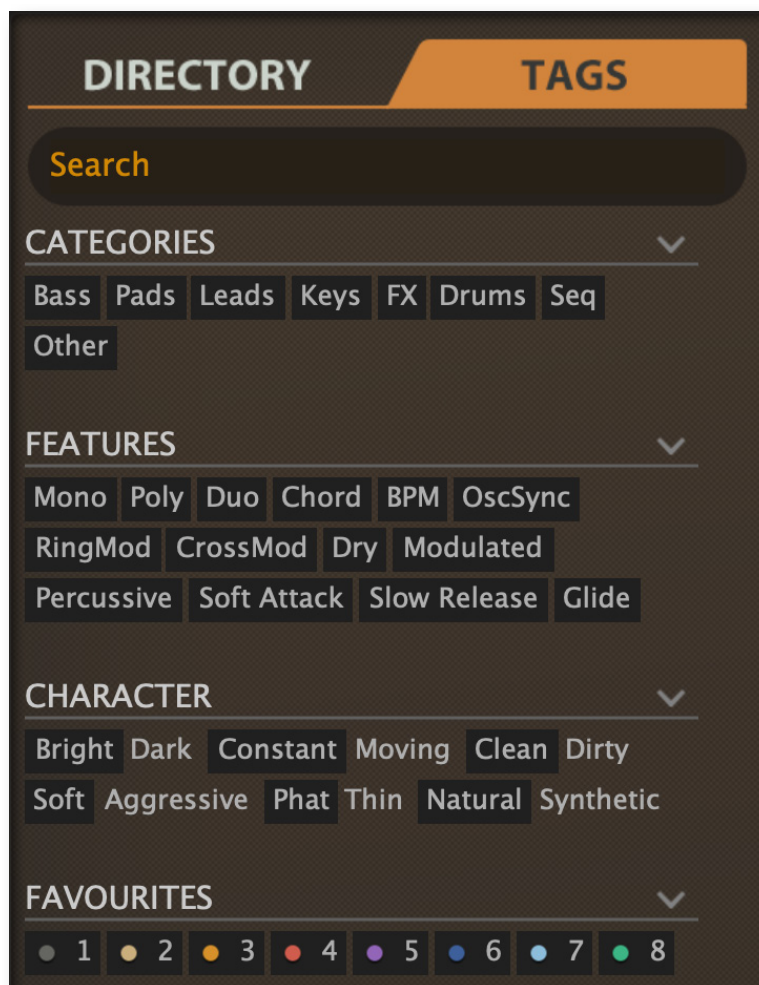 DIRECTORY TAGS
Search
CATEGORIES
Bass Pads Leads Keys FX Drums Seq
Other
FEATURES
Mono Poly Duo Chord BPM OscSync
RingMod CrossMod Dry Modulated
Percussive Soft Attack Slow Release Glide
CHARACTER
Bright Dark Constant Moving Clean Dirty
Soft Aggressive Phat Thin Natural Synthetic
FAVOURITES
1 2 3 4 5 6 7 8